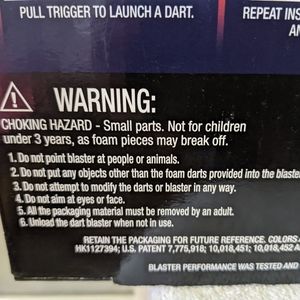 PULL TRIGGER TO LAUNCH A DART.
REPEAT INS
AN
WARNING:
CHOKING HAZARD - Small parts. Not for children
under 3 years, as foam pieces may break off.
1. Do not point blaster at people or animals.
2. Do not put any objects other than the foam darts provided into the blaster
3. Do not attempt to modify the darts or blaster in any way.
4. Do not aim at eyes or face.
5. All the packaging material must be removed by an adult.
6. Unload the dart blaster when not in use.
RETAIN THE PACKAGING FOR FUTURE REFERENCE. COLORS A
HK1127394; U.S. PATENT 7,775,918; 10,018,451; 10,018,452 A
BLASTER PERFORMANCE WAS TESTED AND